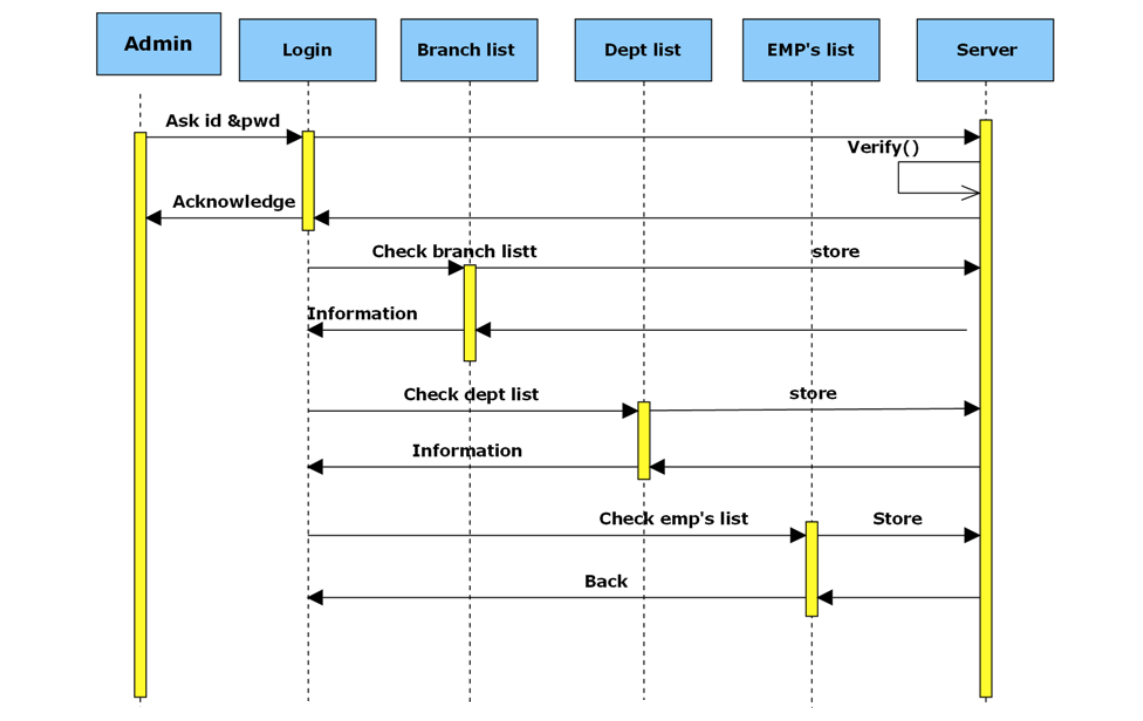 Admin
Login
Branch list
Dept list
EMP's list
Server
Ask id &pwd
Verify()
Acknowledge
Check branch listt
store
Information
Check dept list
store
Information
Check emp's list
Store
Back